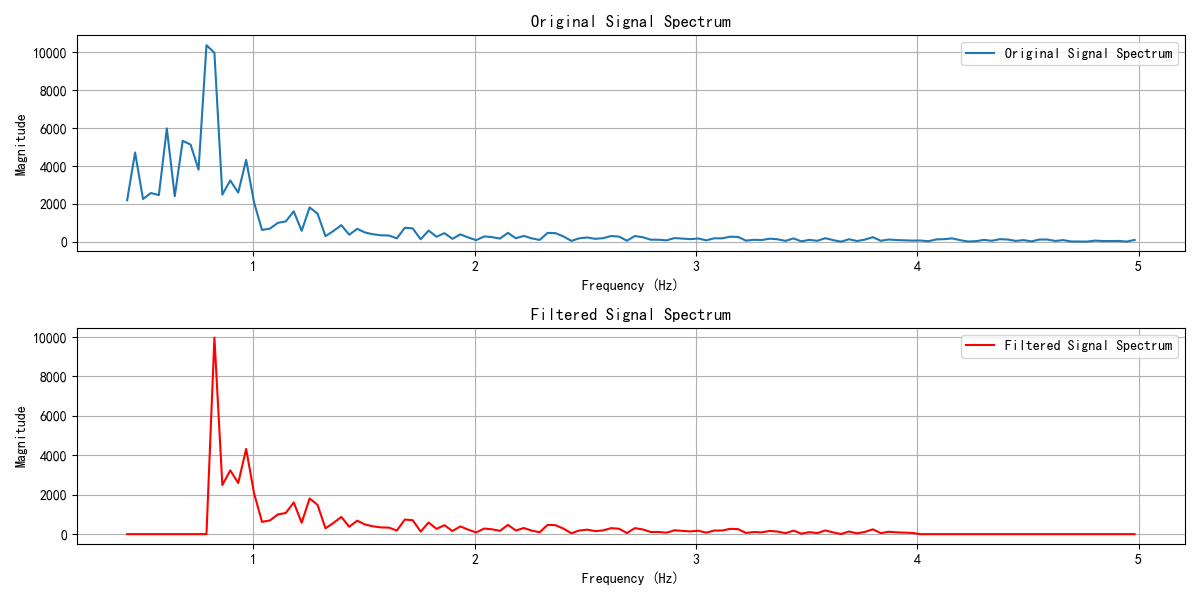 Original Signal Spectrum
Original Signal Spectrum
Magnitude
10000
8000
6000
4000
2000
0
1
2
3
4
5
Frequency (Hz)
Filtered Signal Spectrum
Filtered Signal Spectrum
Magnitude
10000
8000
6000
4000
2000
0
1
2
3
4
5
Frequency (Hz)